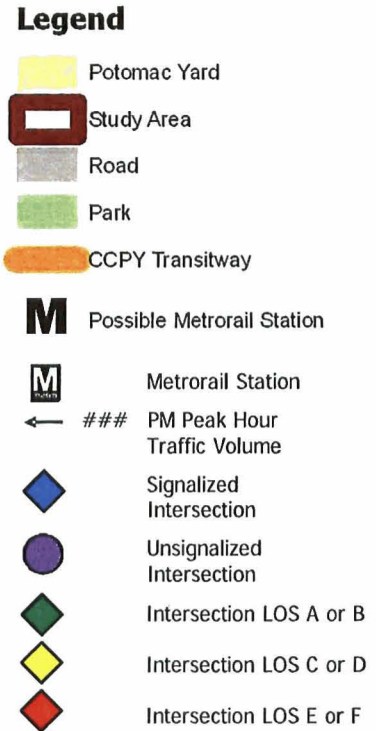 Legend
Potomac Yard
Study Area
Road
Park
CCPY Transitway
M Possible Metrorail Station
M Metrorail Station
### PM Peak Hour
Traffic Volume
Signalized
Intersection
Unsignalized
Intersection
Intersection LOS A or B
Intersection LOS C or D
Intersection LOS E or F